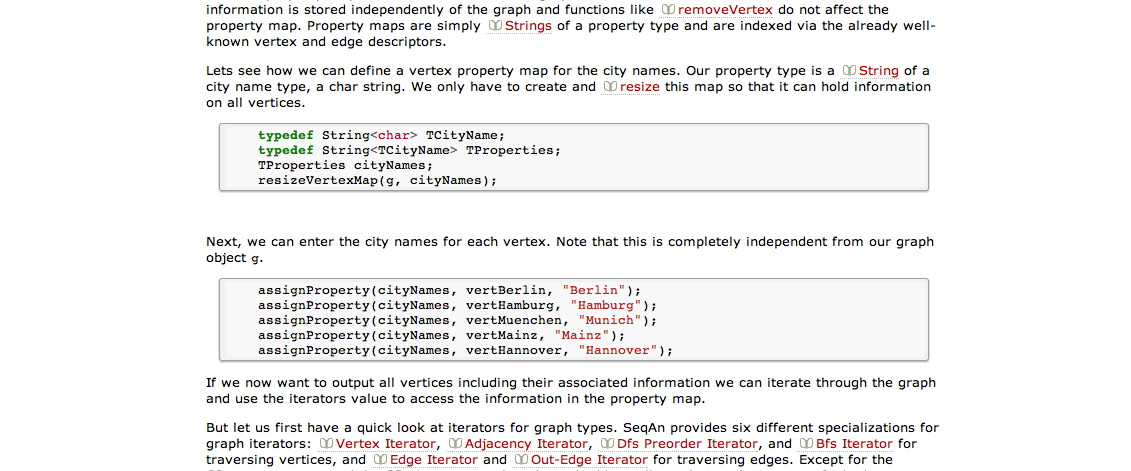 information is stored independently of the graph and functions like removeVertex do not affect the
property map. Property maps are simply Strings of a property type and are indexed via the already well-
known vertex and edge descriptors.
Lets see how we can define a vertex property map for the city names. Our property type is a String of a
city name type, a char string. We only have to create and resize this map so that it can hold information
on all vertices.
typedef String<char> TCityName;
typedef String<TCityName> TProperties;
TProperties cityNames;
resizeVertexMap(g, cityNames);
Next, we can enter the city names for each vertex. Note that this is completely independent from our graph
object g.
assignProperty(cityNames, vertBerlin, "Berlin");
assignProperty(cityNames, vertHamburg, "Hamburg");
assignProperty(cityNames, vertMuenchen, "Munich");
assignProperty(cityNames, vertMainz, "Mainz");
assignProperty(cityNames, vertHannover, "Hannover");
If we now want to output all vertices including their associated information we can iterate through the graph
and use the iterators value to access the information in the property map.
But let us first have a quick look at iterators for graph types. SeqAn provides six different specializations for
graph iterators: Vertex Iterator, Adjacency Iterator, Dfs Preorder Iterator, and Bfs Iterator for
traversing vertices, and Edge Iterator and Out-Edge Iterator for traversing edges. Except for the